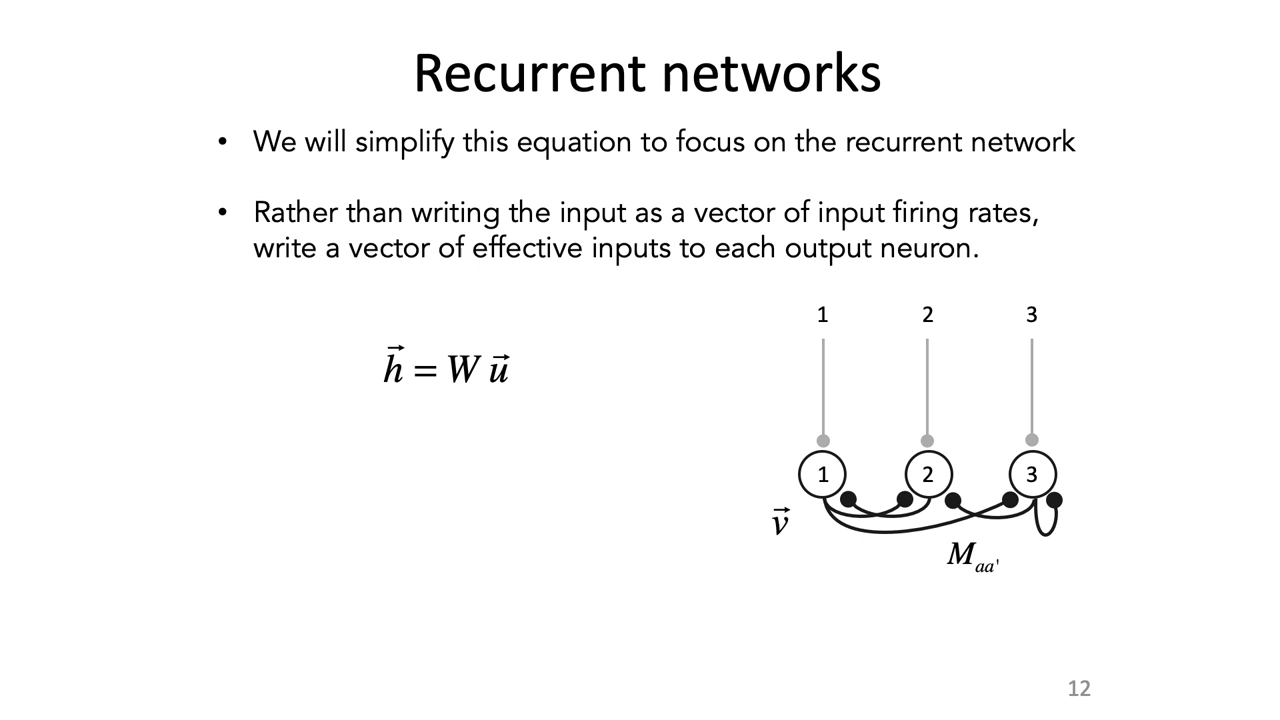 Recurrent networks
• We will simplify this equation to focus on the recurrent network
• Rather than writing the input as a vector of input firing rates,
write a vector of effective inputs to each output neuron.
1 2 3
h⃗ = W u⃗
1 2 3
v⃗
M_{aa'}
12